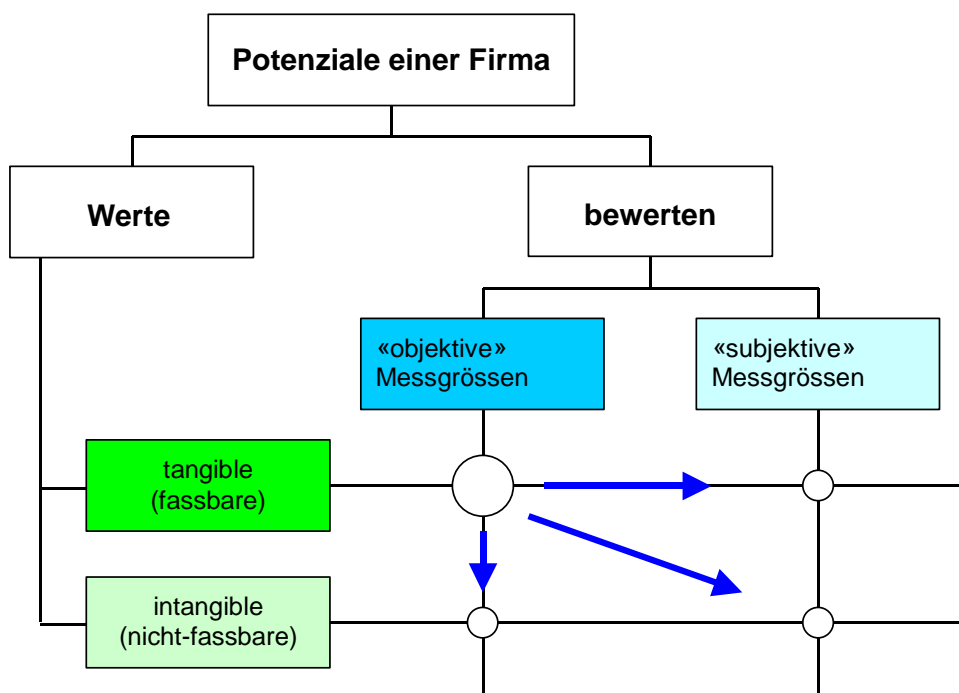 Potenziale einer Firma
Werte
bewerten
«objektive»
Messgrössen
«subjektive»
Messgrössen
tangible
(fassbare)
intangible
(nicht-fassbare)